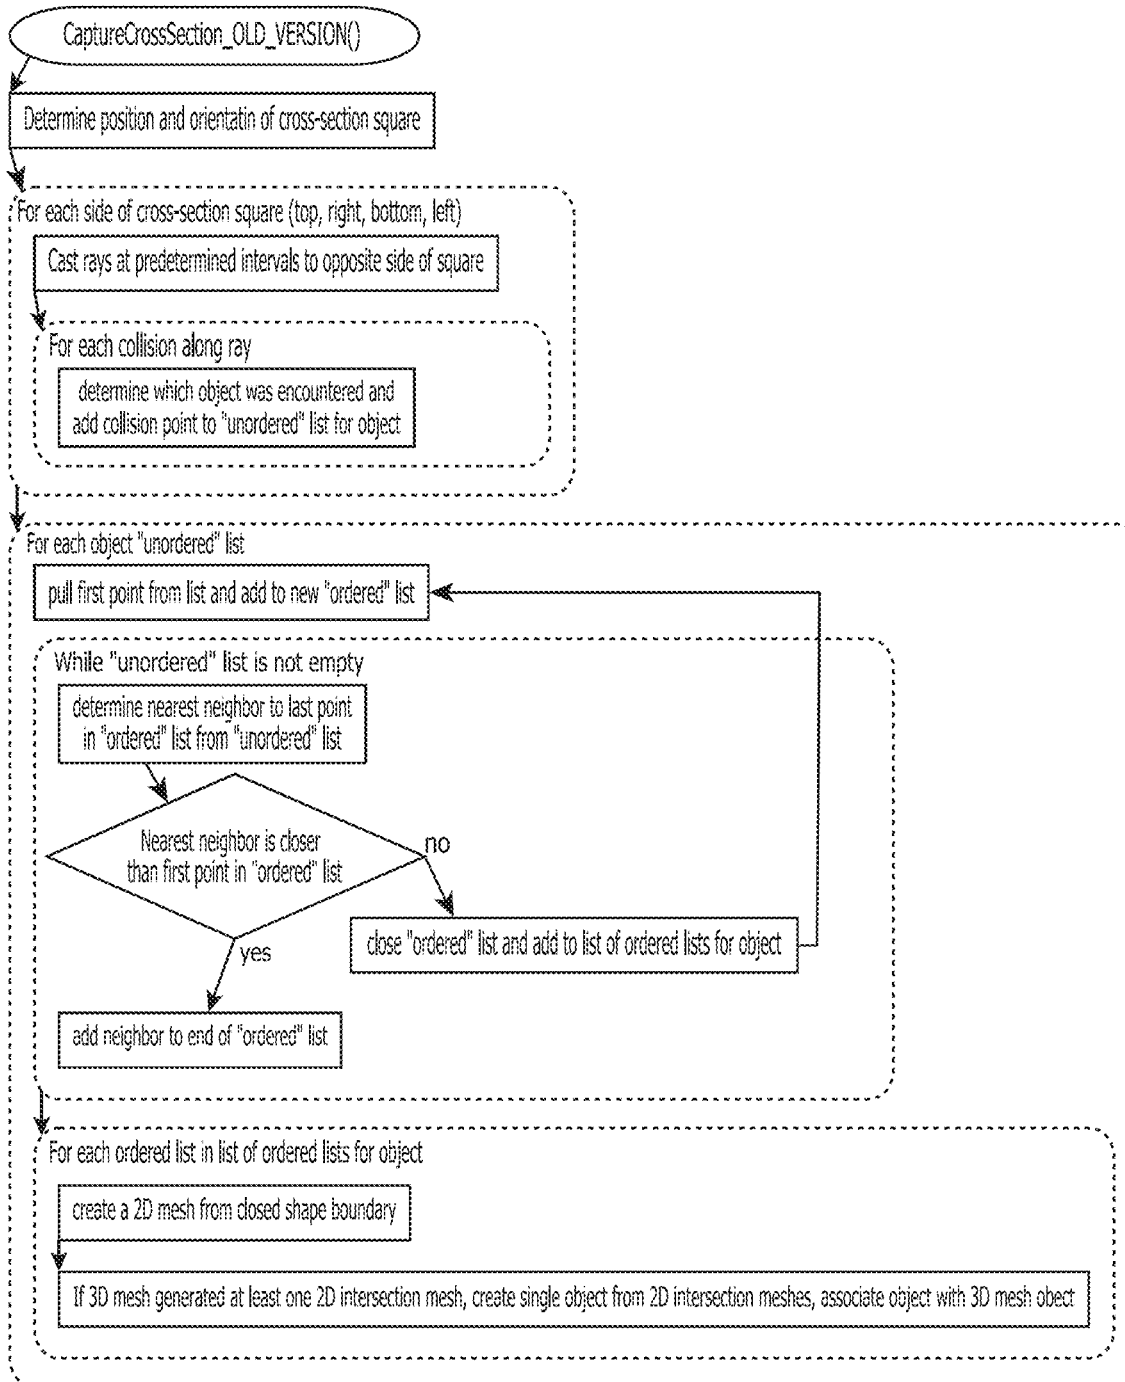 CaptureCrossSection_OLD_VERSION()
Determine position and orientatin of cross-section square
For each side of cross-section square (top, right, bottom, left)
Cast rays at predetermined intervals to opposite side of square
For each collision along ray
determine which object was encountered and
add collision point to "unordered" list for object
For each object "unordered" list
pull first point from list and add to new "ordered" list
While "unordered" list is not empty
determine nearest neighbor to last point
in "ordered" list from "unordered" list
Nearest neighbor is closer
than first point in "ordered" list
no
close "ordered" list and add to list of ordered lists for object
yes
add neighbor to end of "ordered" list
For each ordered list in list of ordered lists for object
create a 2D mesh from closed shape boundary
If 3D mesh generated at least one 2D intersection mesh, create single object from 2D intersection meshes, associate object with 3D mesh obect